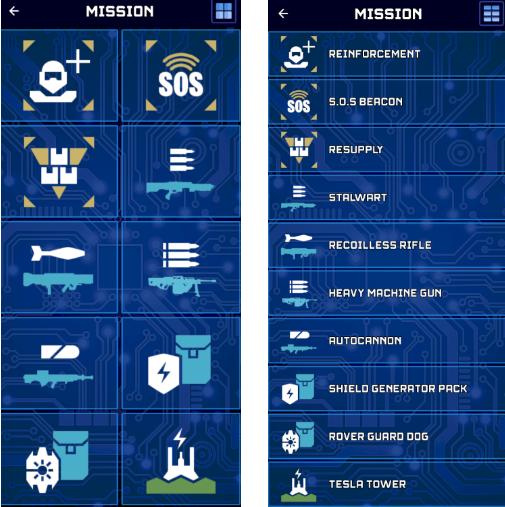 MISSION
SOS
MISSION
REINFORCEMENT
SOS
S.O.S BEACON
RESUPPLY
STALWART
RECOILLESS RIFLE
HEAVY MACHINE GUN
AUTOCANNON
SHIELD GENERATOR PACK
ROVER GUARD DOG
TESLA TOWER